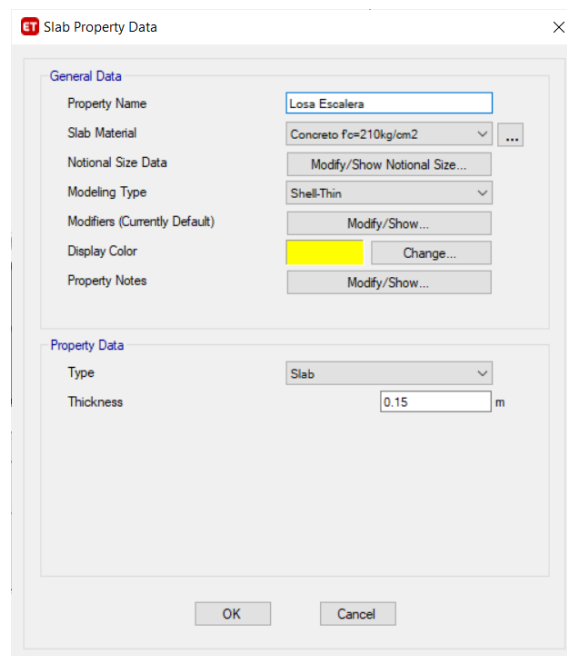 ET Slab Property Data
General Data
Property Name Losa Escalera
Slab Material Concreto f'c=210kg/cm2 ...
Notional Size Data Modify/Show Notional Size...
Modeling Type Shell-Thin
Modifiers (Currently Default) Modify/Show...
Display Color Change...
Property Notes Modify/Show...
Property Data
Type Slab
Thickness 0.15 m
OK Cancel